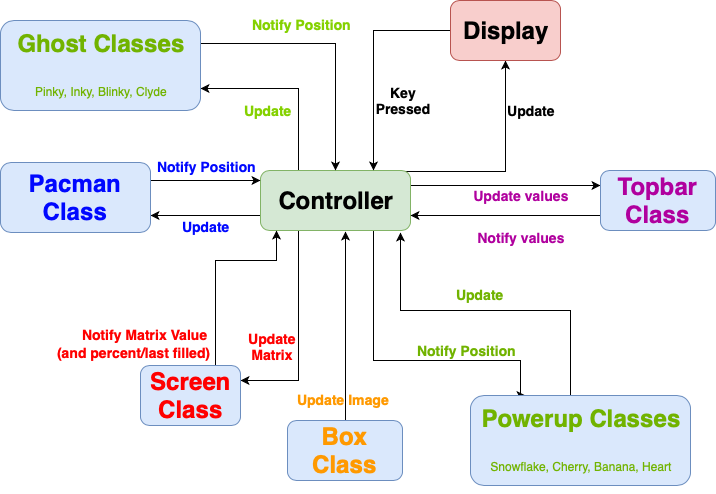 Ghost Classes
Pinky, Inky, Blinky, Clyde
Notify Position
Update
Display
Key
Pressed
Update
Pacman
Class
Notify Position
Update
Controller
Update values
Notify values
Topbar
Class
Notify Matrix Value
(and percent/last filled)
Update
Matrix
Screen
Class
Update Image
Box
Class
Update
Notify Position
Powerup Classes
Snowflake, Cherry, Banana, Heart